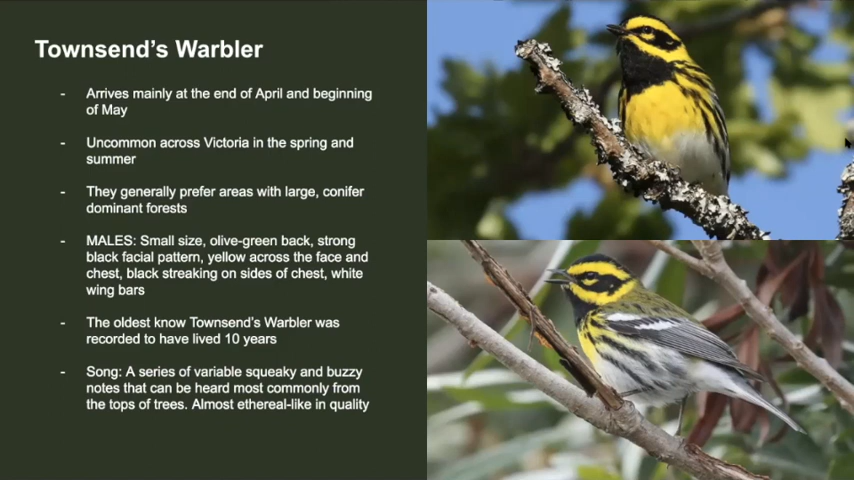 Townsend's Warbler
- Arrives mainly at the end of April and beginning
of May
- Uncommon across Victoria in the spring and
summer
- They generally prefer areas with large, conifer
dominant forests
- MALES: Small size, olive-green back, strong
black facial pattern, yellow across the face and
chest, black streaking on sides of chest, white
wing bars
- The oldest know Townsend's Warbler was
recorded to have lived 10 years
- Song: A series of variable squeaky and buzzy
notes that can be heard most commonly from
the tops of trees. Almost ethereal-like in quality